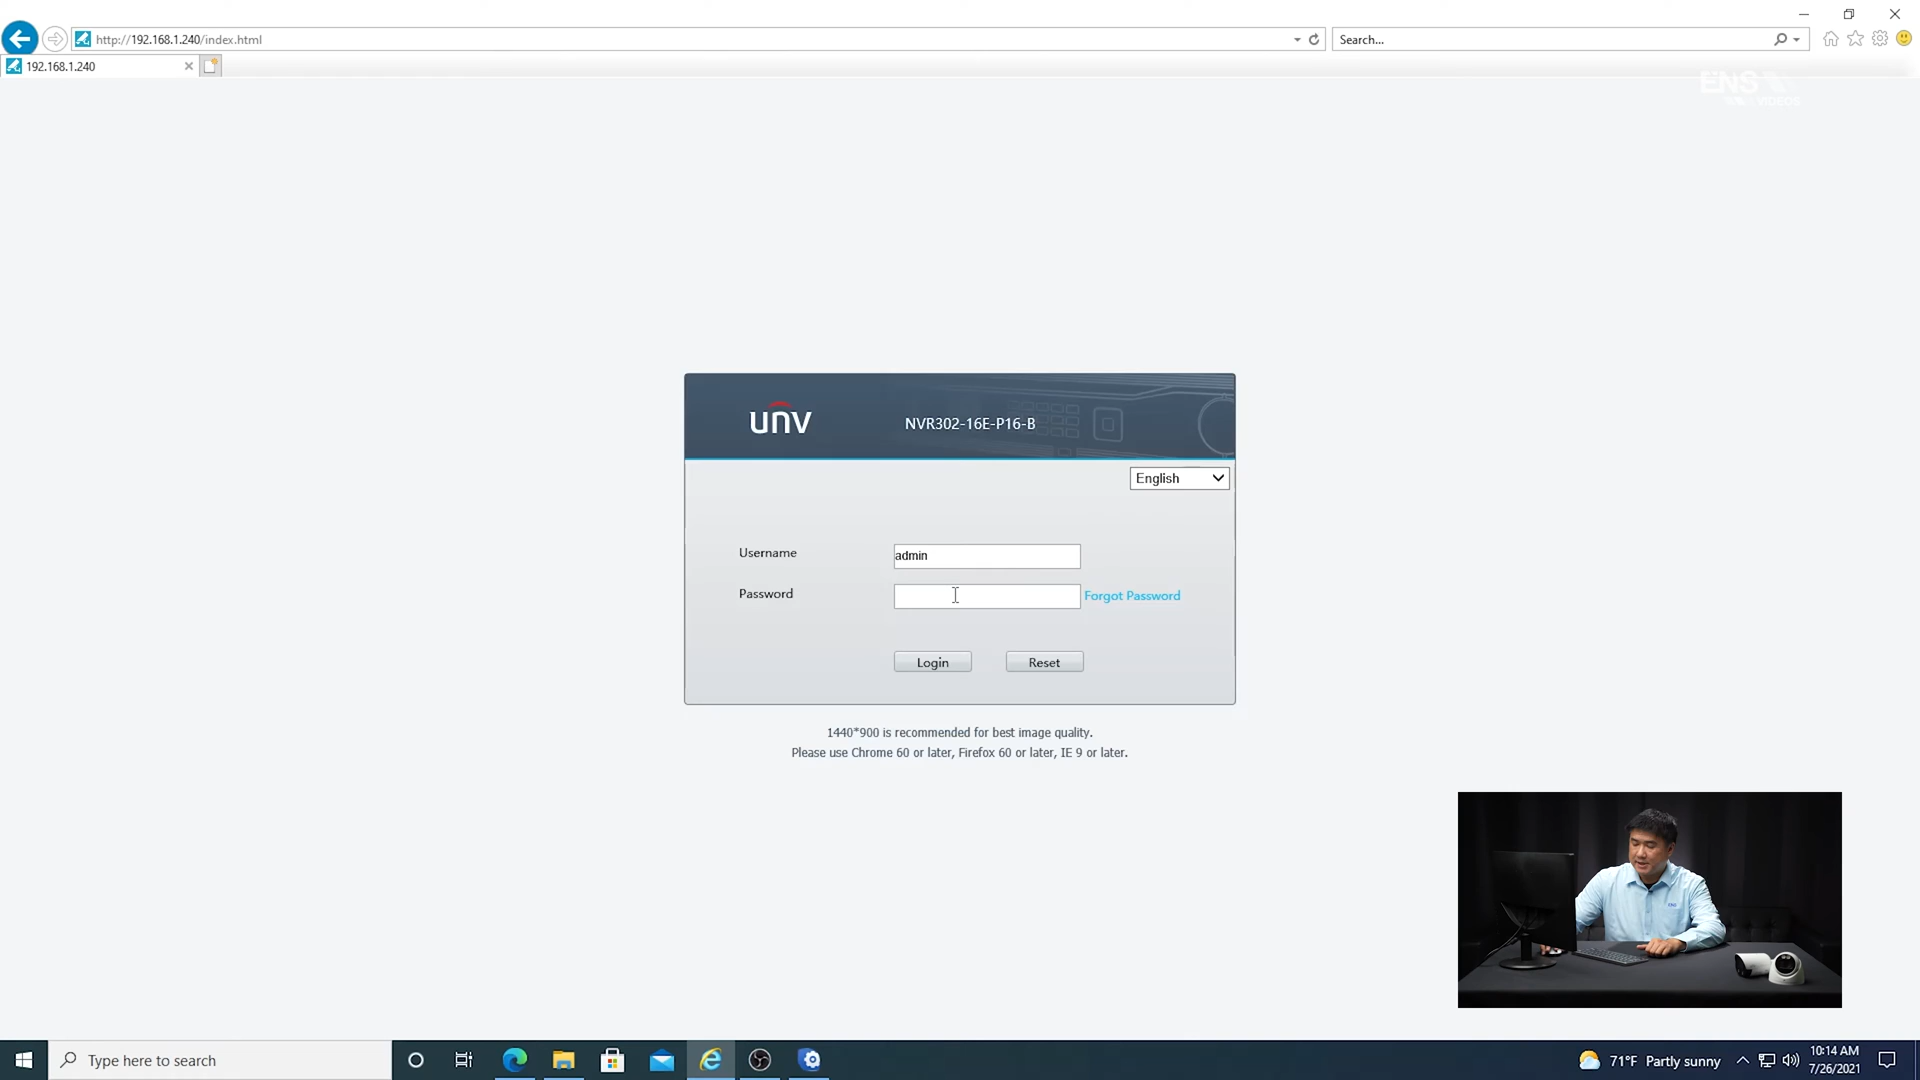 http://192.168.1.240/index.html
Search...
192.168.1.240
ENS
VIDEOS
unv
NVR302-16E-P16-B
English
Username
admin
Password
Forgot Password
Login
Reset
1440*900 is recommended for best image quality.
Please use Chrome 60 or later, Firefox 60 or later, IE 9 or later.
Type here to search
71°F Partly sunny
10:14 AM
7/26/2021